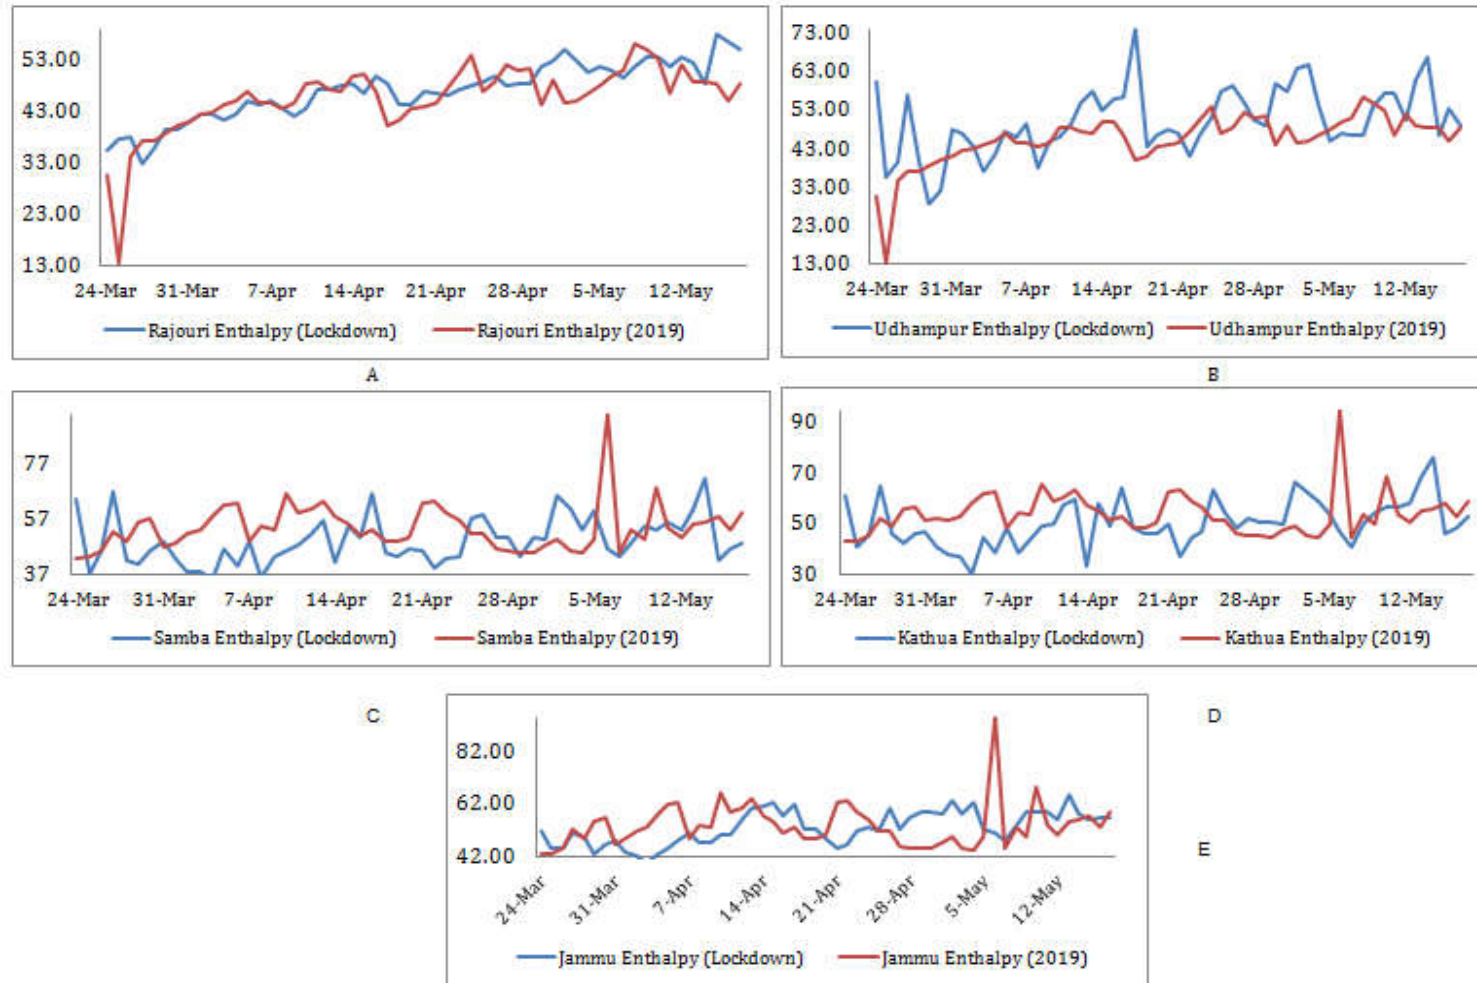 53.00
43.00
33.00
23.00
13.00
24-Mar 31-Mar 7-Apr 14-Apr 21-Apr 28-Apr 5-May 12-May
Rajouri Enthalpy (Lockdown) Rajouri Enthalpy (2019)
A
73.00
63.00
53.00
43.00
33.00
23.00
13.00
24-Mar 31-Mar 7-Apr 14-Apr 21-Apr 28-Apr 5-May 12-May
Udhampur Enthalpy (Lockdown) Udhampur Enthalpy (2019)
B
77
57
37
24-Mar 31-Mar 7-Apr 14-Apr 21-Apr 28-Apr 5-May 12-May
Samba Enthalpy (Lockdown) Samba Enthalpy (2019)
C
90
70
50
30
24-Mar 31-Mar 7-Apr 14-Apr 21-Apr 28-Apr 5-May 12-May
Kathua Enthalpy (Lockdown) Kathua Enthalpy (2019)
D
82.00
62.00
42.00
24-Mar 31-Mar 7-Apr 14-Apr 21-Apr 28-Apr 5-May 12-May
Jammu Enthalpy (Lockdown) Jammu Enthalpy (2019)
E